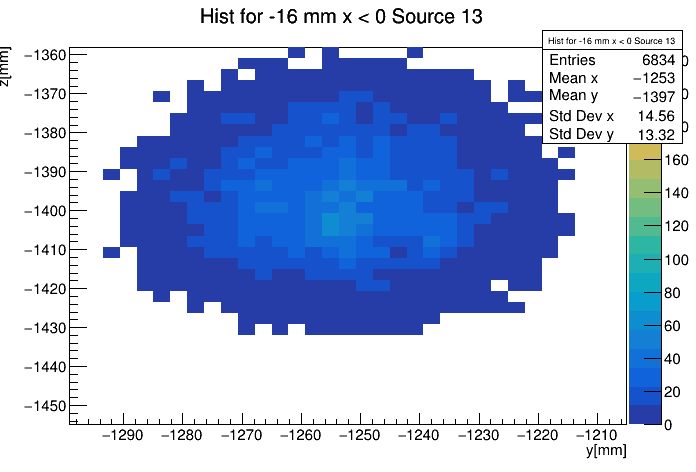 Hist for -16 mm x < 0 Source 13
Hist for -16 mm x < 0 Source 13
Entries 6834
Mean x −1253
Mean y −1397
Std Dev x 14.56
Std Dev y 13.32
z[mm]
−1360
−1370
−1380
−1390
−1400
−1410
−1420
−1430
−1440
−1450
−1290 −1280 −1270 −1260 −1250 −1240 −1230 −1220 −1210
y[mm]
160
140
120
100
80
60
40
20
0